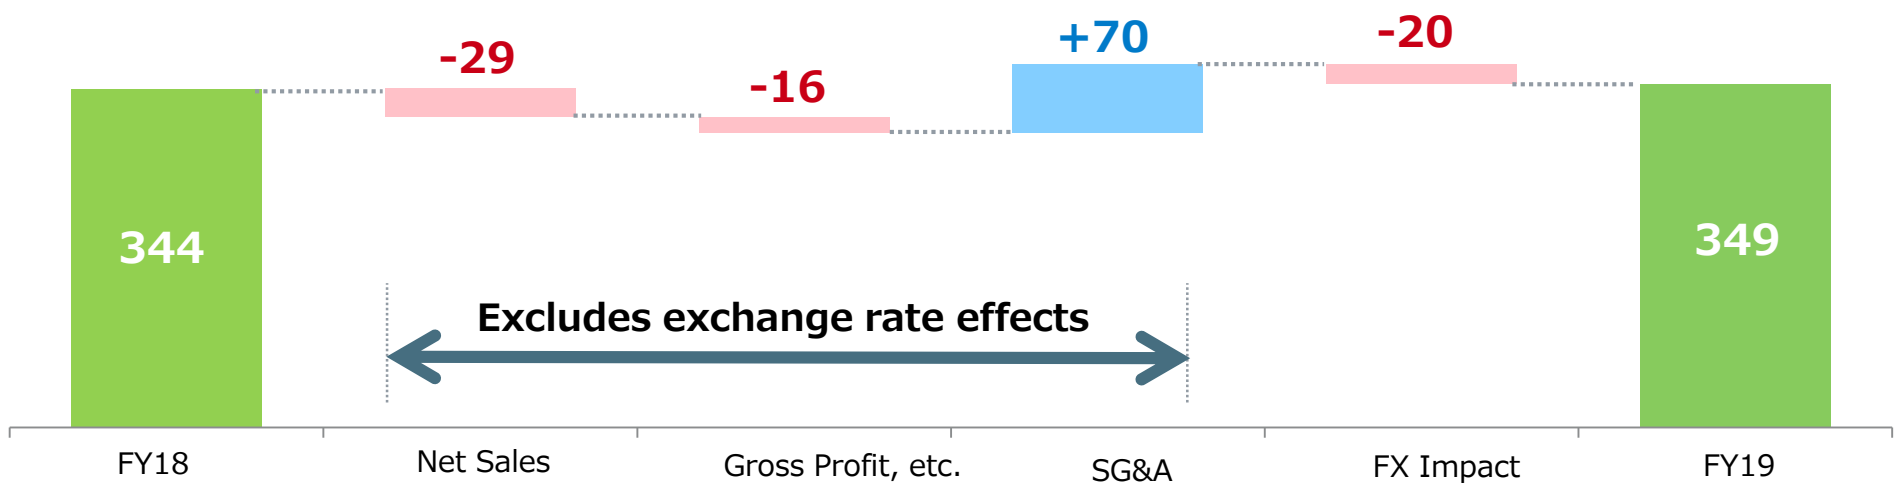 -29
-16
+70
-20
344
349
Excludes exchange rate effects
FY18
Net Sales
Gross Profit, etc.
SG&A
FX Impact
FY19